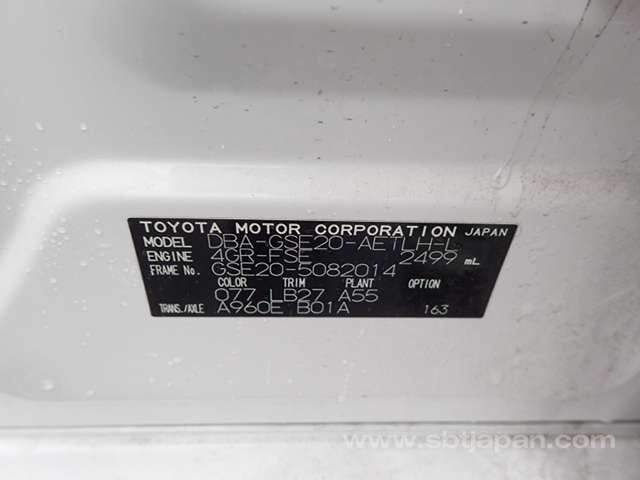 TOYOTA MOTOR CORPORATION JAPAN
MODEL DBA-GSE20-AETLH-L
ENGINE 4GR-FSE 2499 mL
FRAME No. GSE20-5082014
COLOR TRIM PLANT OPTION
077 LB27 A55
TRANS./AXLE A960E B01A 163
www.sbtjapan.com